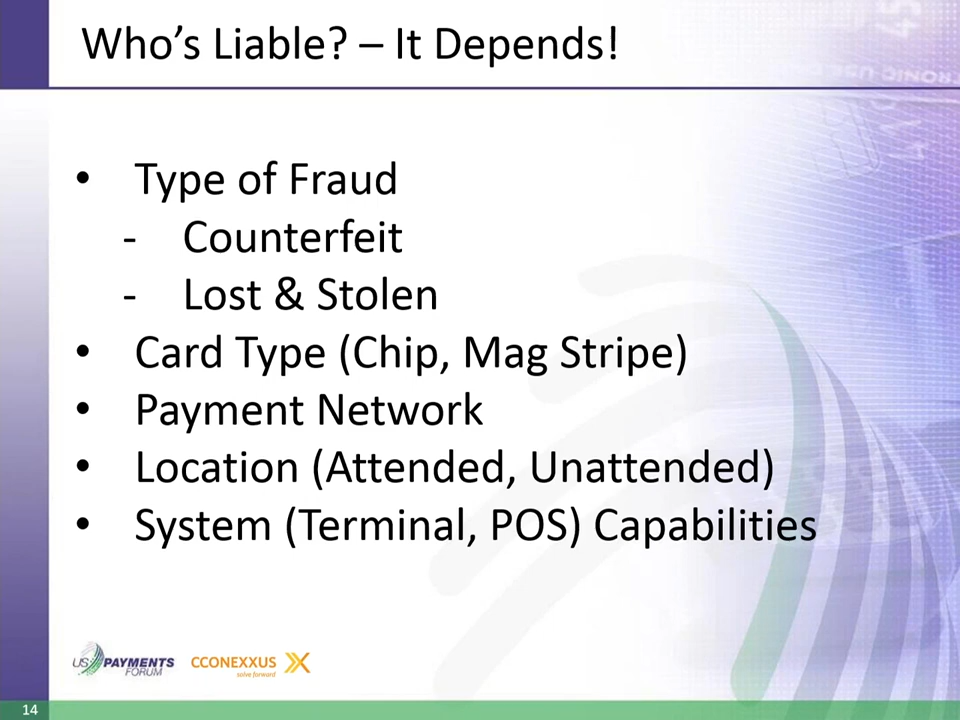 Who’s Liable? – It Depends!
• Type of Fraud
- Counterfeit
- Lost & Stolen
• Card Type (Chip, Mag Stripe)
• Payment Network
• Location (Attended, Unattended)
• System (Terminal, POS) Capabilities
US PAYMENTS
FORUM
CCONEXXUS
solve forward
14